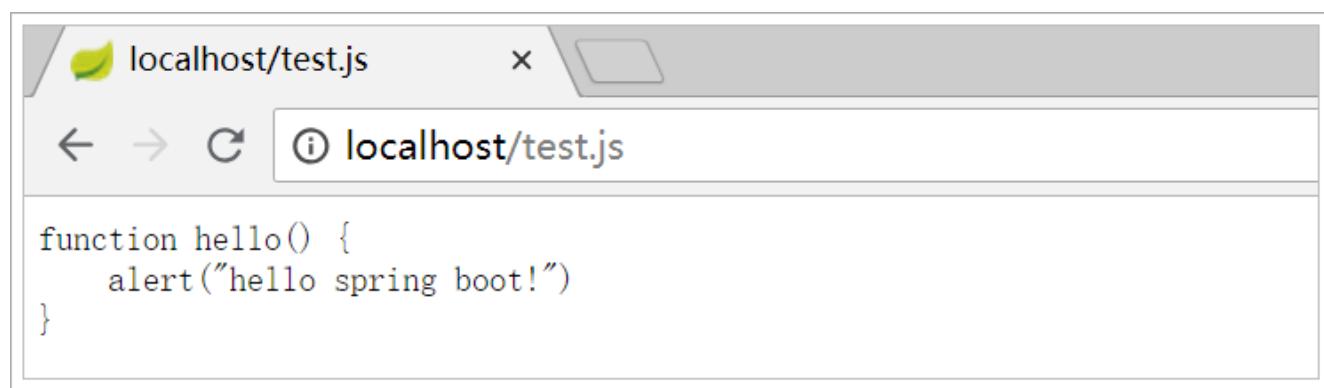 localhost/test.js
localhost/test.js
function hello() {
    alert("hello spring boot!")
}